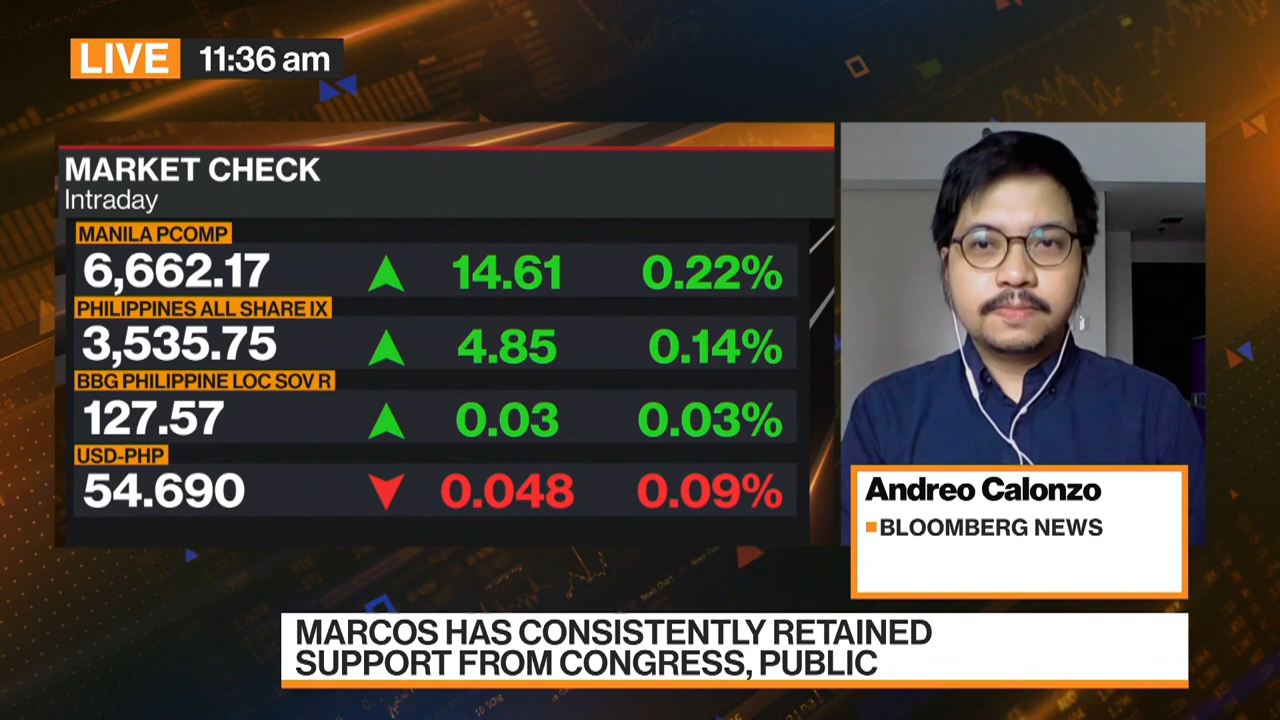 LIVE 11:36 am
MARKET CHECK
Intraday
MANILA PCOMP
6,662.17 14.61 0.22%
PHILIPPINES ALL SHARE IX
3,535.75 4.85 0.14%
BBG PHILIPPINE LOC SOV R
127.57 0.03 0.03%
USD-PHP
54.690 0.048 0.09%
Andreo Calonzo
BLOOMBERG NEWS
MARCOS HAS CONSISTENTLY RETAINED
SUPPORT FROM CONGRESS, PUBLIC